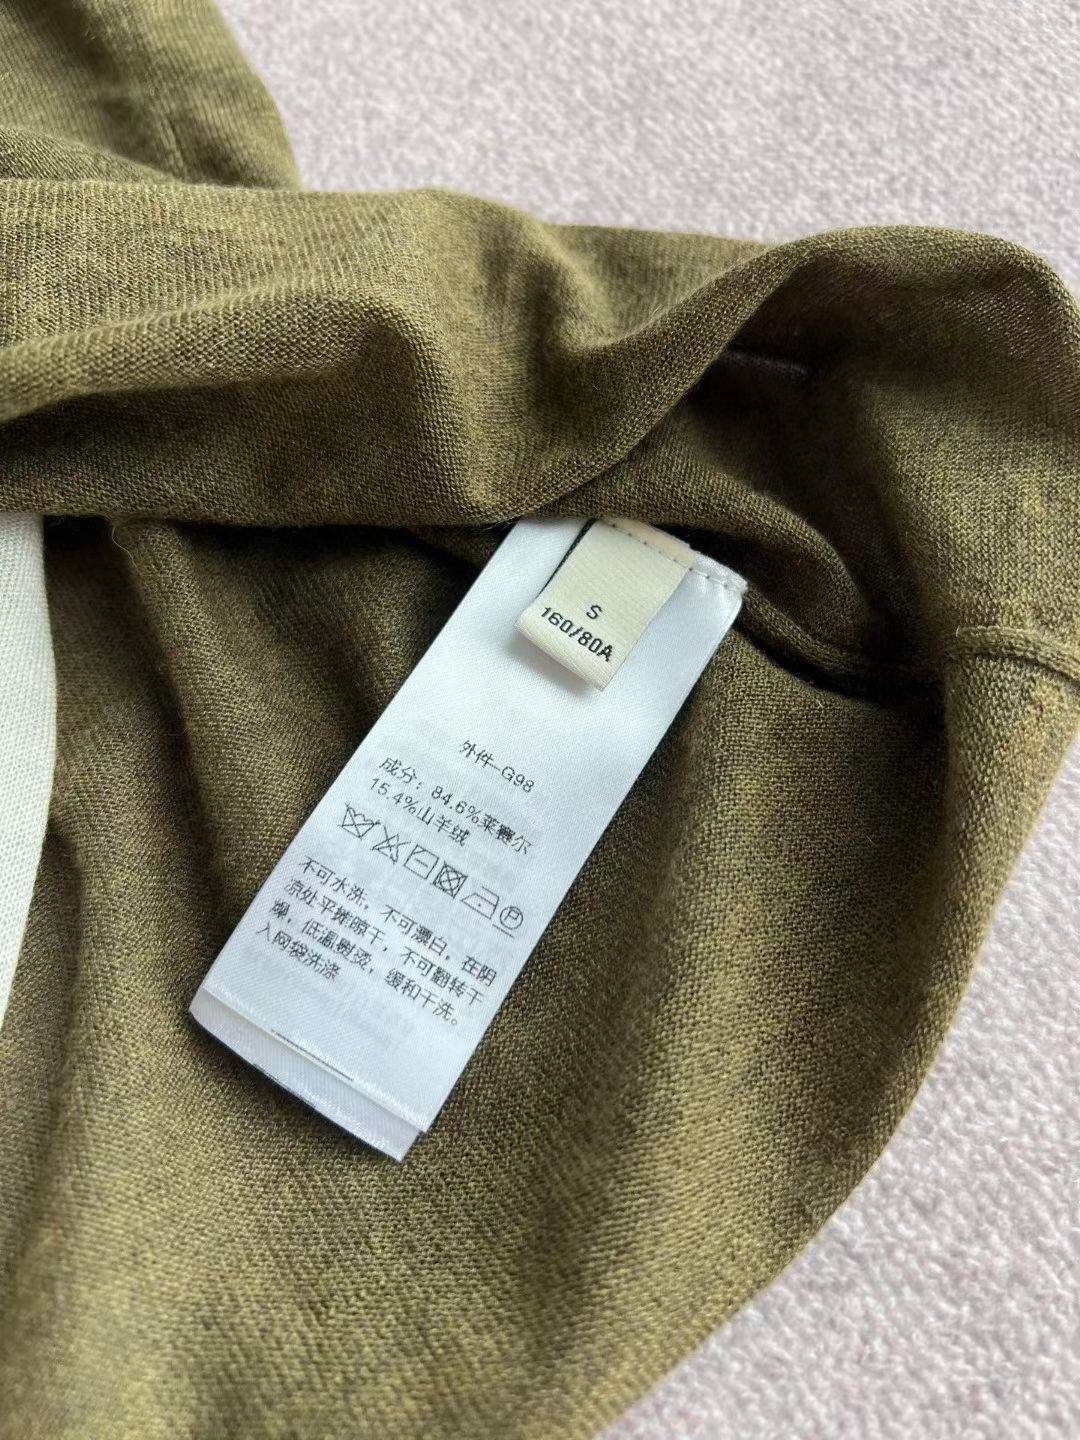 S
160/80A
外件-G98
成分：84.6%莱赛尔
15.4%山羊绒
不可水洗，不可漂白，在阴
凉处平摊晾干，不可翻转干
燥，低温熨烫，缓和干洗。
入网袋洗涤